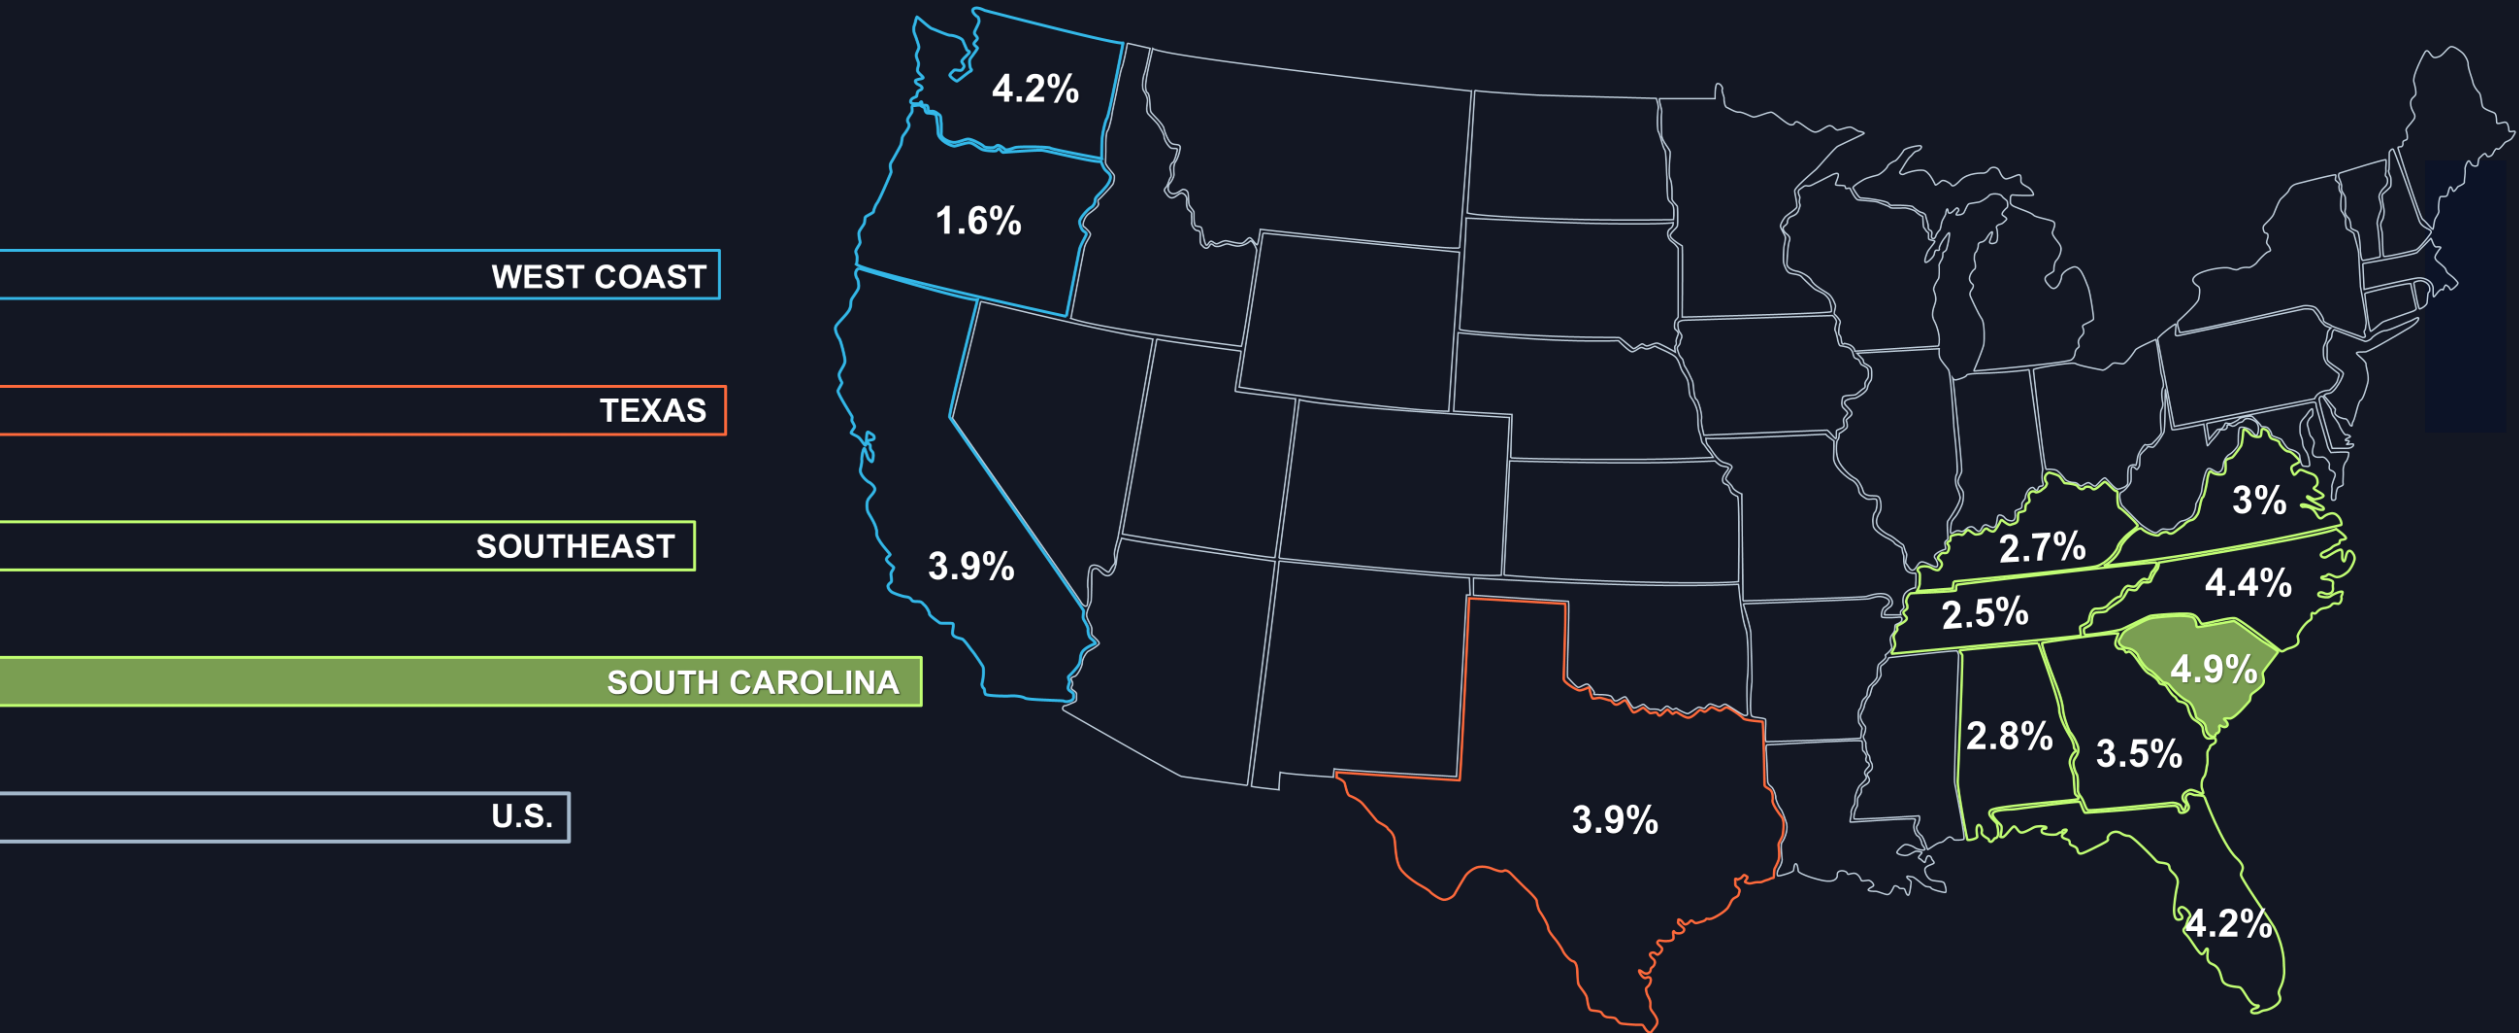 WEST COAST
TEXAS
SOUTHEAST
SOUTH CAROLINA
U.S.
4.2%
1.6%
3.9%
3.9%
3%
2.7%
4.4%
2.5%
4.9%
2.8%
3.5%
4.2%